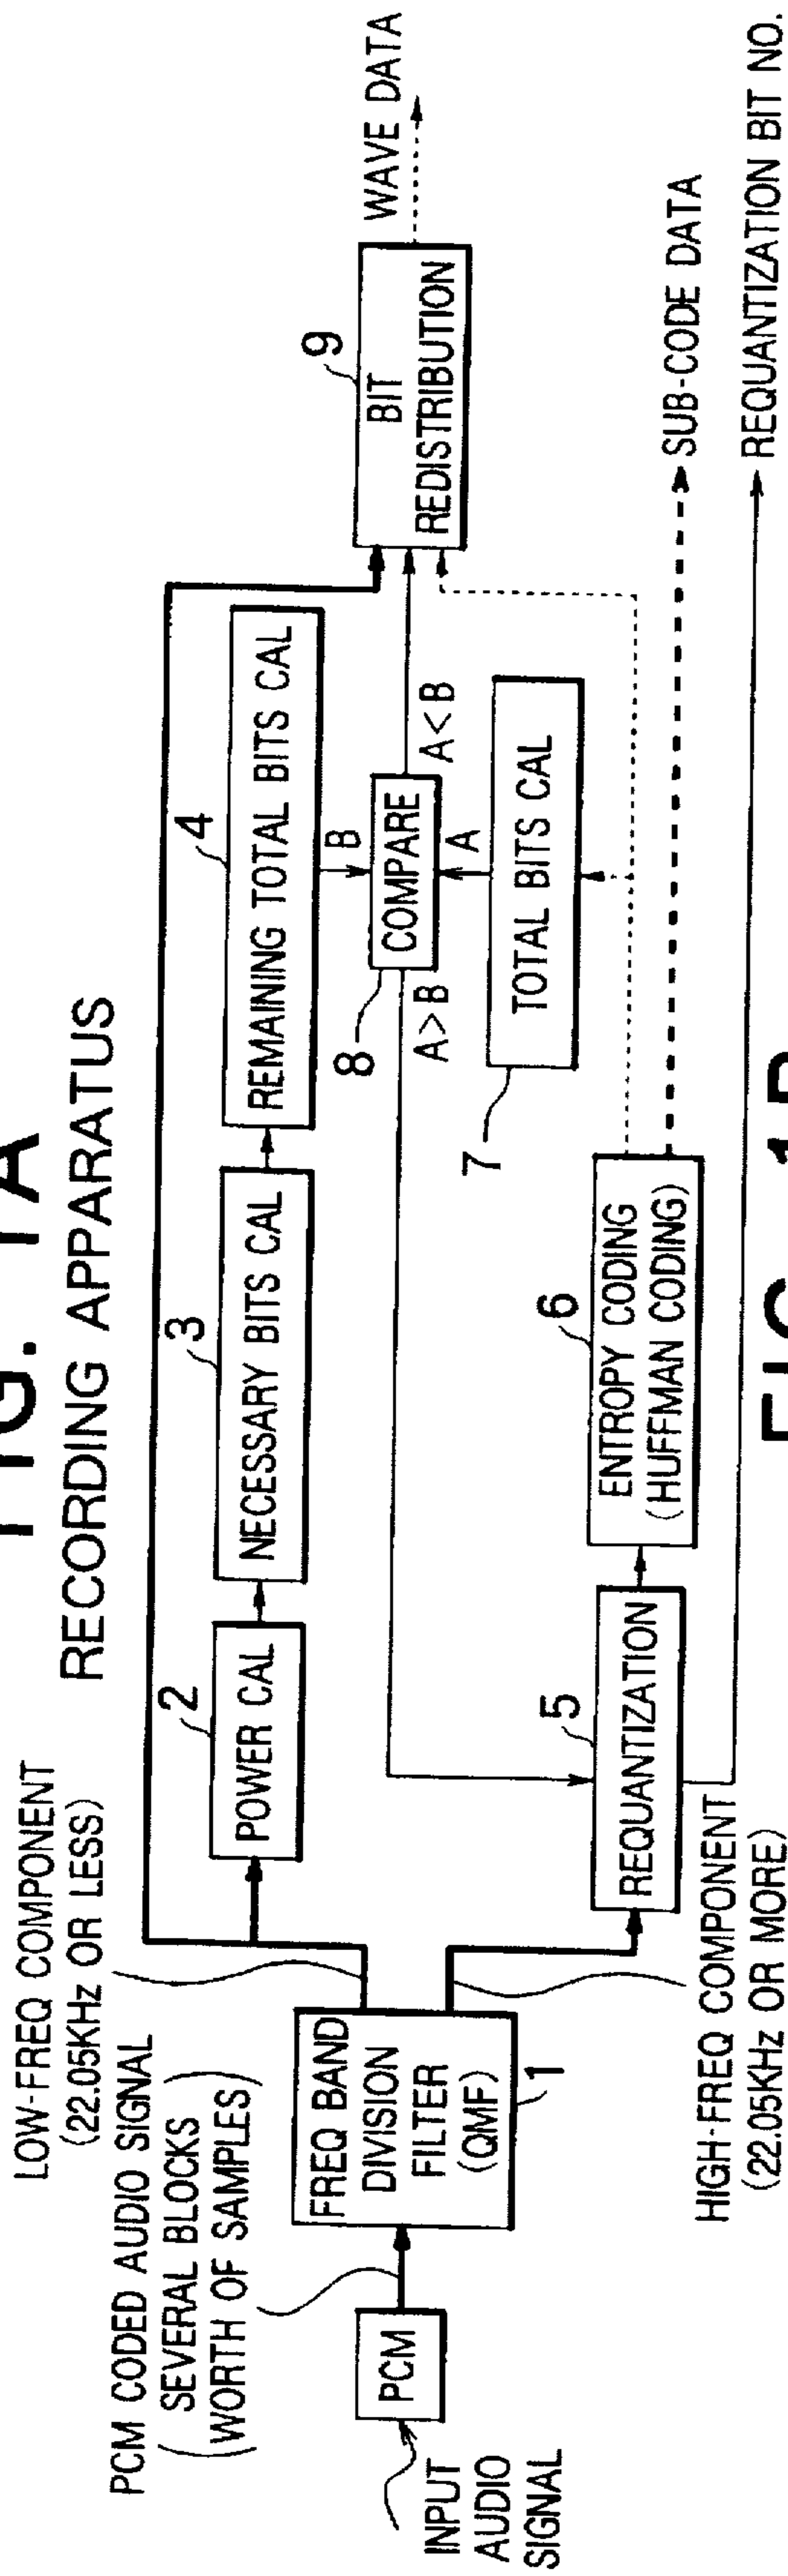 FIG. 1A
RECORDING APPARATUS
LOW-FREQ COMPONENT
(22.05KHz OR LESS)
PCM CODED AUDIO SIGNAL
(SEVERAL BLOCKS
WORTH OF SAMPLES)
INPUT
AUDIO
SIGNAL
PCM
FREQ BAND
DIVISION
FILTER
(QMF)
1
HIGH-FREQ COMPONENT
(22.05KHz OR MORE)
2
POWER CAL
3
NECESSARY BITS CAL
4
REMAINING TOTAL BITS CAL
B
8
COMPARE
A>B
A<B
A
7
TOTAL BITS CAL
5
REQUANTIZATION
6
ENTROPY CODING
(HUFFMAN CODING)
9
BIT
REDISTRIBUTION
WAVE DATA
SUB-CODE DATA
REQUANTIZATION BIT NO.